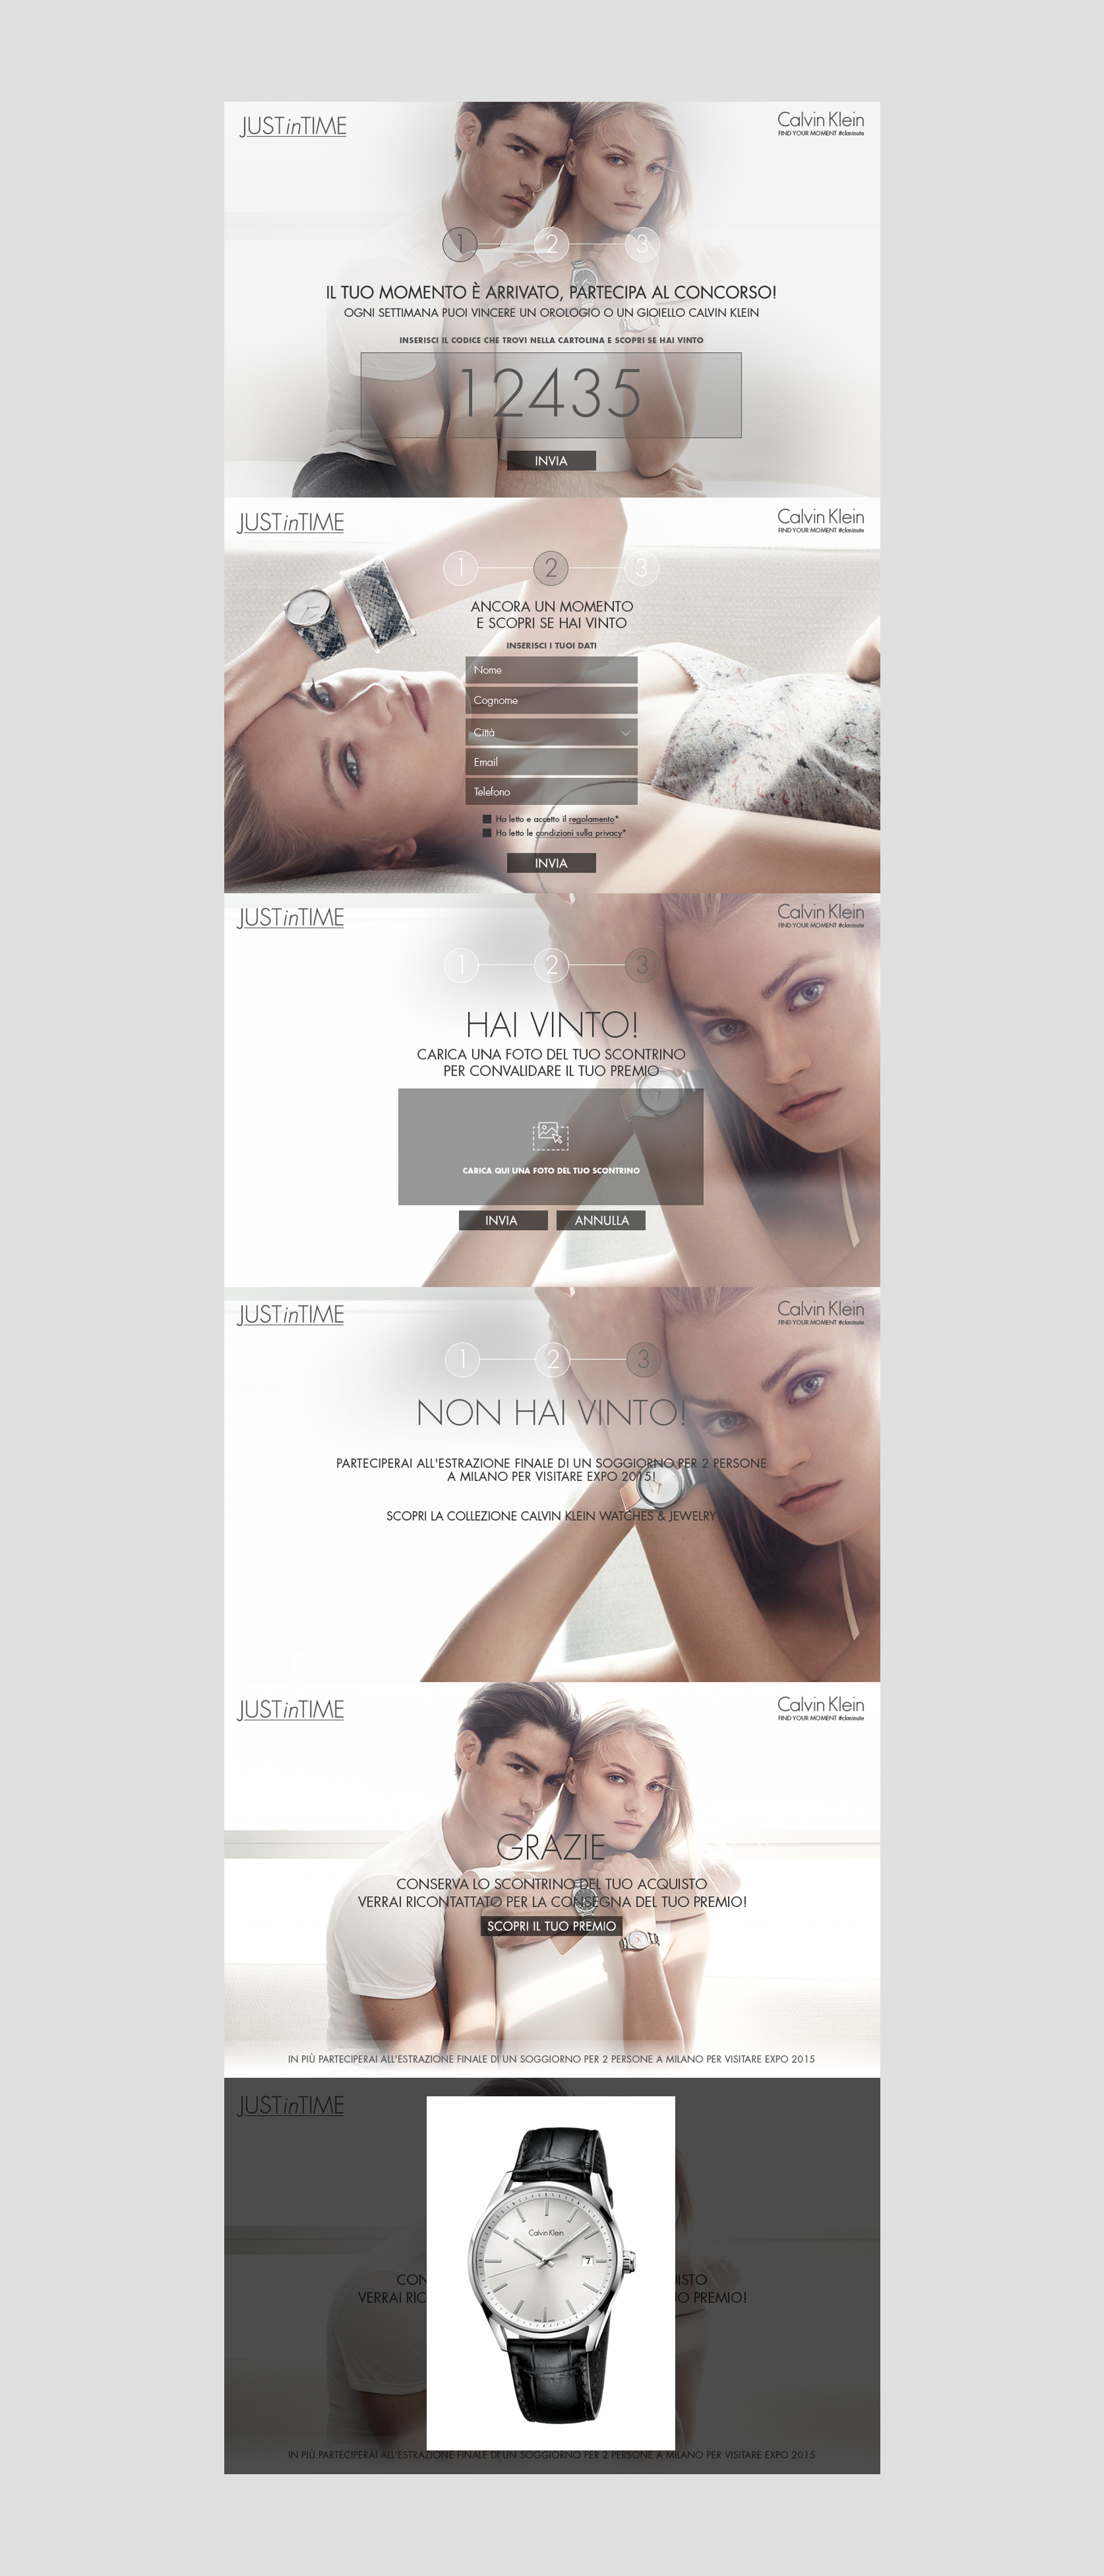 JUSTinTIME
Calvin Klein
FIND YOUR MOMENT #ckminute
1 2 3
IL TUO MOMENTO È ARRIVATO, PARTECIPA AL CONCORSO!
OGNI SETTIMANA PUOI VINCERE UN OROLOGIO O UN GIOIELLO CALVIN KLEIN
INSERISCI IL CODICE CHE TROVI NELLA CARTOLINA E SCOPRI SE HAI VINTO
12435
INVIA
JUSTinTIME
Calvin Klein
FIND YOUR MOMENT #ckminute
1 2 3
ANCORA UN MOMENTO
E SCOPRI SE HAI VINTO
INSERISCI I TUOI DATI
Nome
Cognome
Città
Email
Telefono
Ho letto e accetto il regolamento*
Ho letto le condizioni sulla privacy*
INVIA
JUSTinTIME
Calvin Klein
FIND YOUR MOMENT #ckminute
1 2 3
HAI VINTO!
CARICA UNA FOTO DEL TUO SCONTRINO
PER CONVALIDARE IL TUO PREMIO
CARICA QUI UNA FOTO DEL TUO SCONTRINO
INVIA ANNULLA
JUSTinTIME
Calvin Klein
FIND YOUR MOMENT #ckminute
1 2 3
NON HAI VINTO!
PARTECIPERAI ALL'ESTRAZIONE FINALE DI UN SOGGIORNO PER 2 PERSONE
A MILANO PER VISITARE EXPO 2015!
SCOPRI LA COLLEZIONE CALVIN KLEIN WATCHES & JEWELRY
JUSTinTIME
Calvin Klein
FIND YOUR MOMENT #ckminute
GRAZIE
CONSERVA LO SCONTRINO DEL TUO ACQUISTO
VERRAI RICONTATTATO PER LA CONSEGNA DEL TUO PREMIO!
SCOPRI IL TUO PREMIO
IN PIÙ PARTECIPERAI ALL'ESTRAZIONE FINALE DI UN SOGGIORNO PER 2 PERSONE A MILANO PER VISITARE EXPO 2015
JUSTinTIME
Calvin Klein
7
CON ISTO
VERRAI RIC O PREMIO!
IN PIÙ PARTECIPERAI ALL'ESTRAZIONE FINALE DI UN SOGGIORNO PER 2 PERSONE A MILANO PER VISITARE EXPO 2015